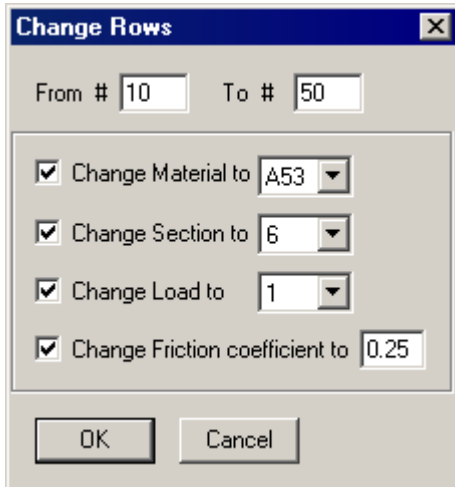 Change Rows
From # 10 To # 50
Change Material to A53
Change Section to 6
Change Load to 1
Change Friction coefficient to 0.25
OK Cancel